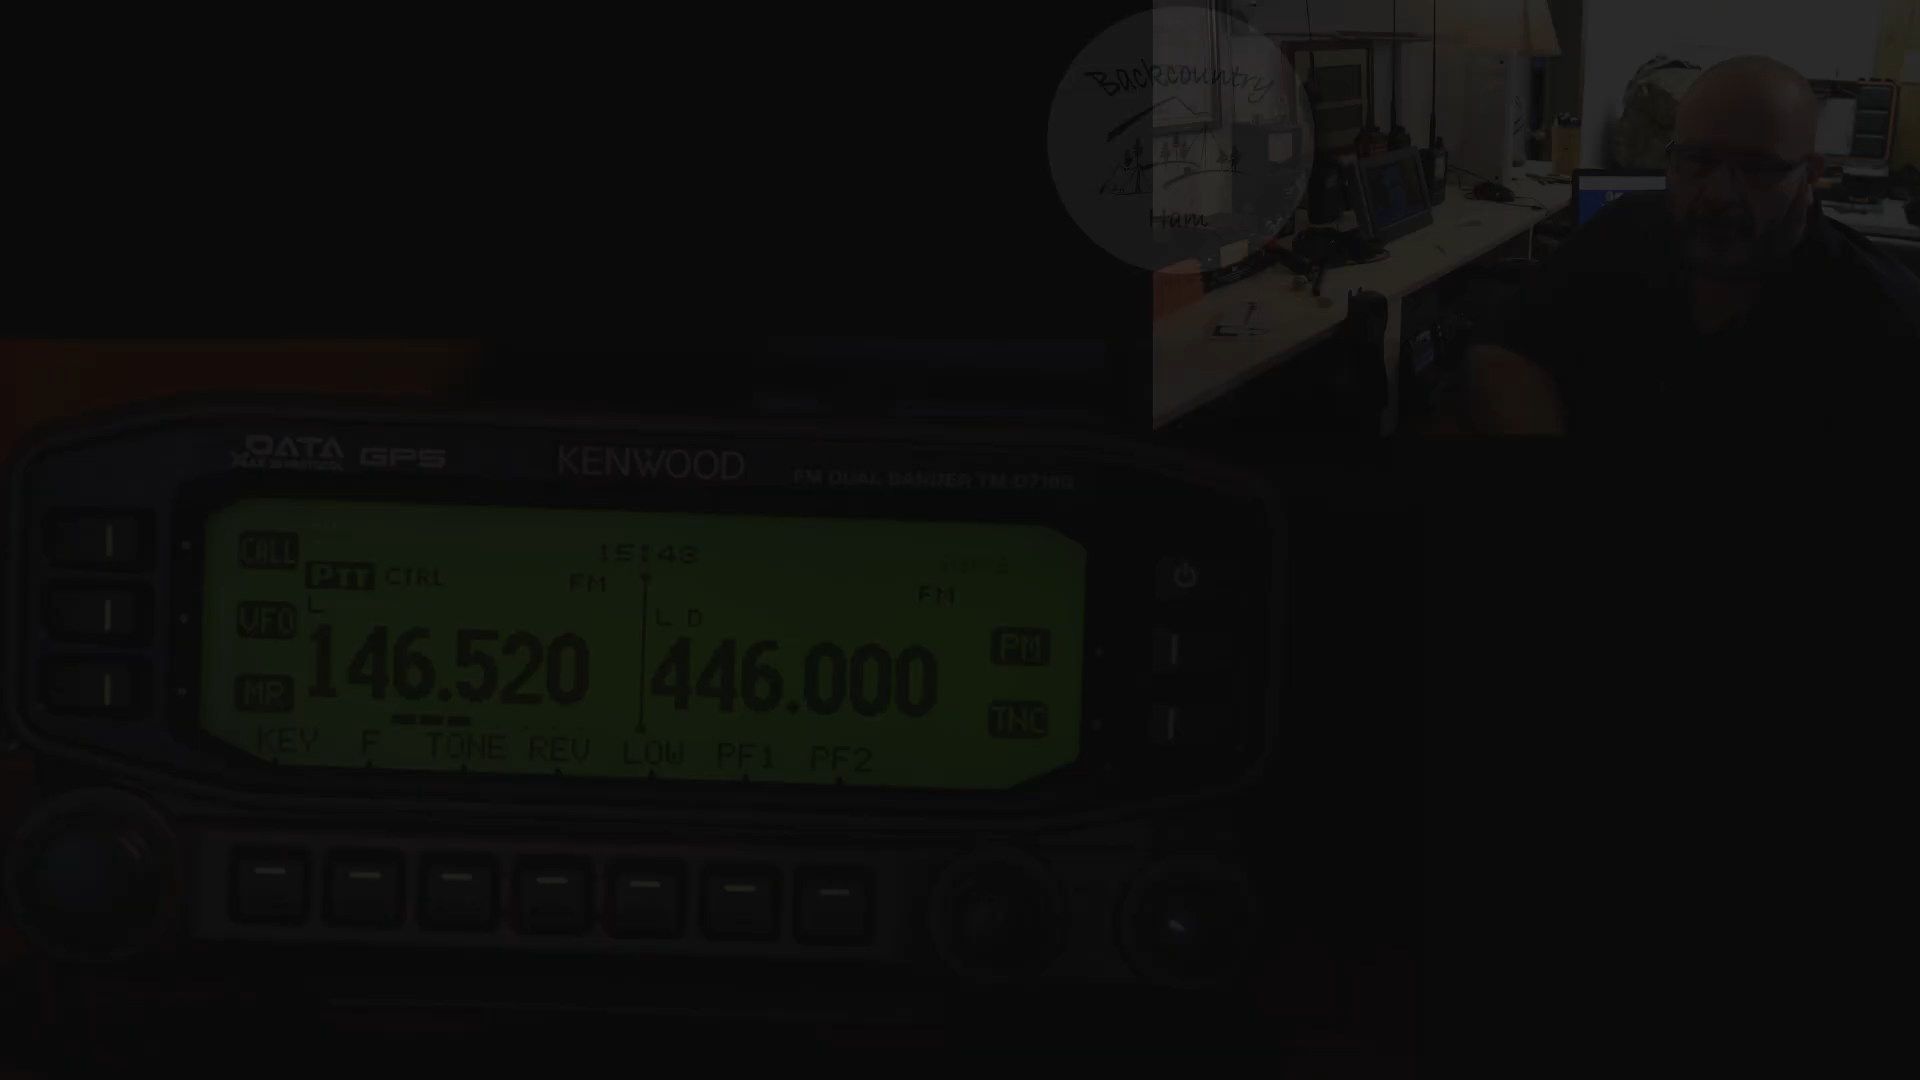 Backcountry
Ham
DATA GPS
KENWOOD
FM DUAL BANDER TM-D710G
CALL
PTT CTRL
15:48
FM
FM
VFO
L
L D
146.520
446.000
PM
MR
TNC
KEY F TONE REV LOW PF1 PF2